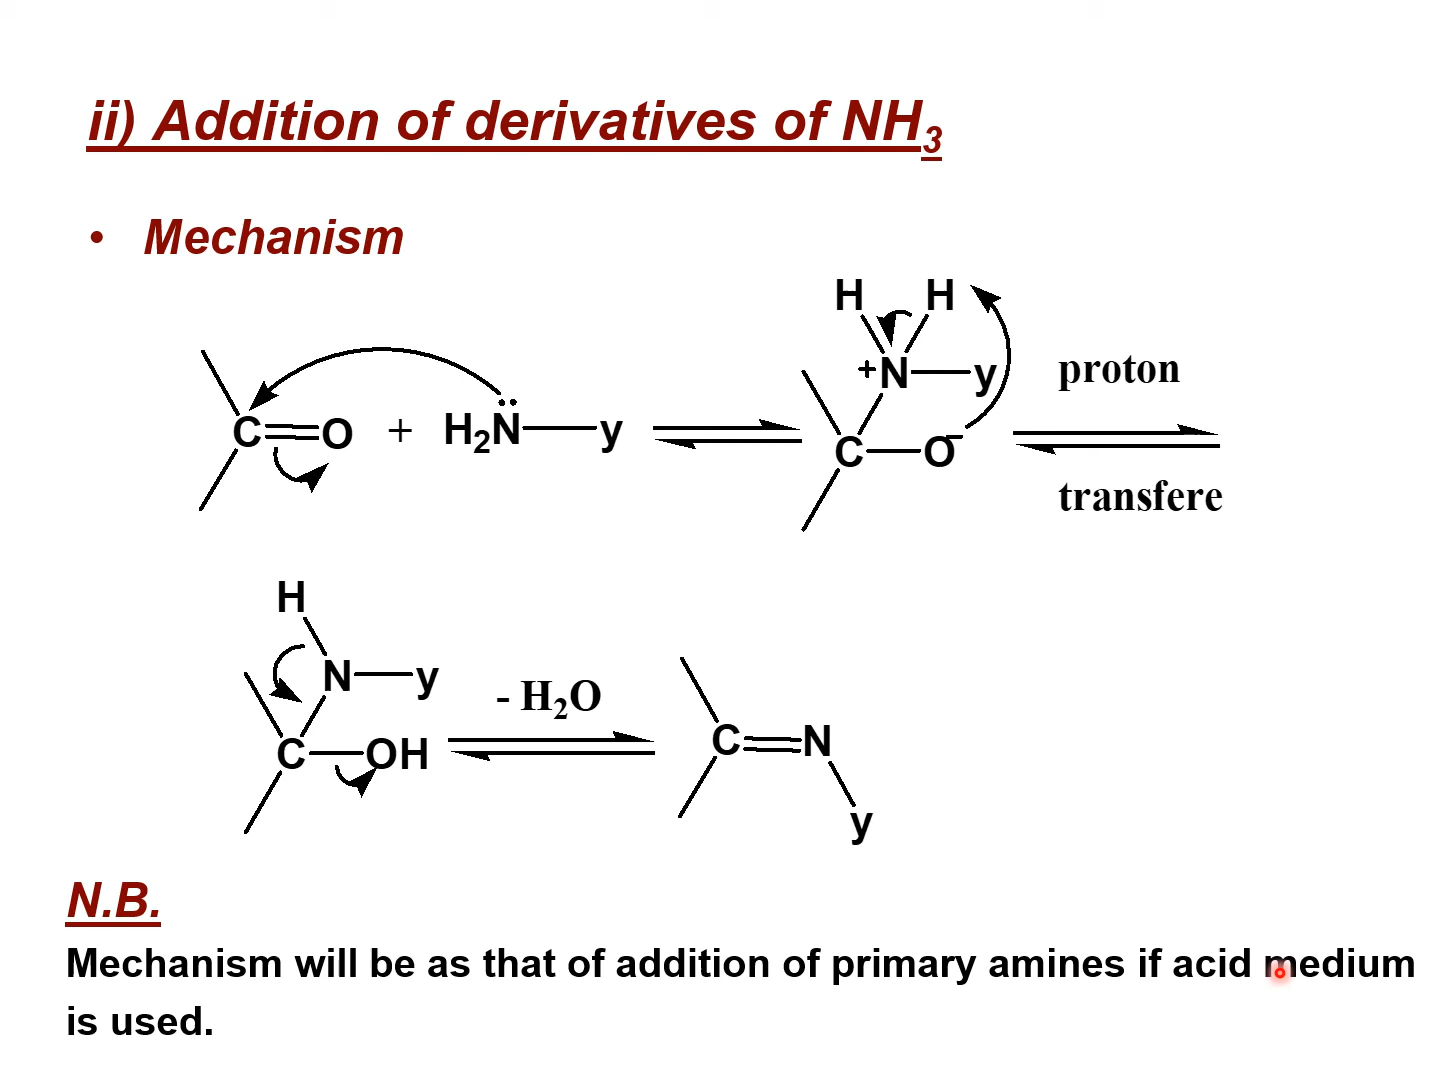 ii) Addition of derivatives of NH3
• Mechanism
H H
+N y proton
C O + H2N y C O−
transfere
H
N y - H2O
C OH C N
y
N.B.
Mechanism will be as that of addition of primary amines if acid medium
is used.